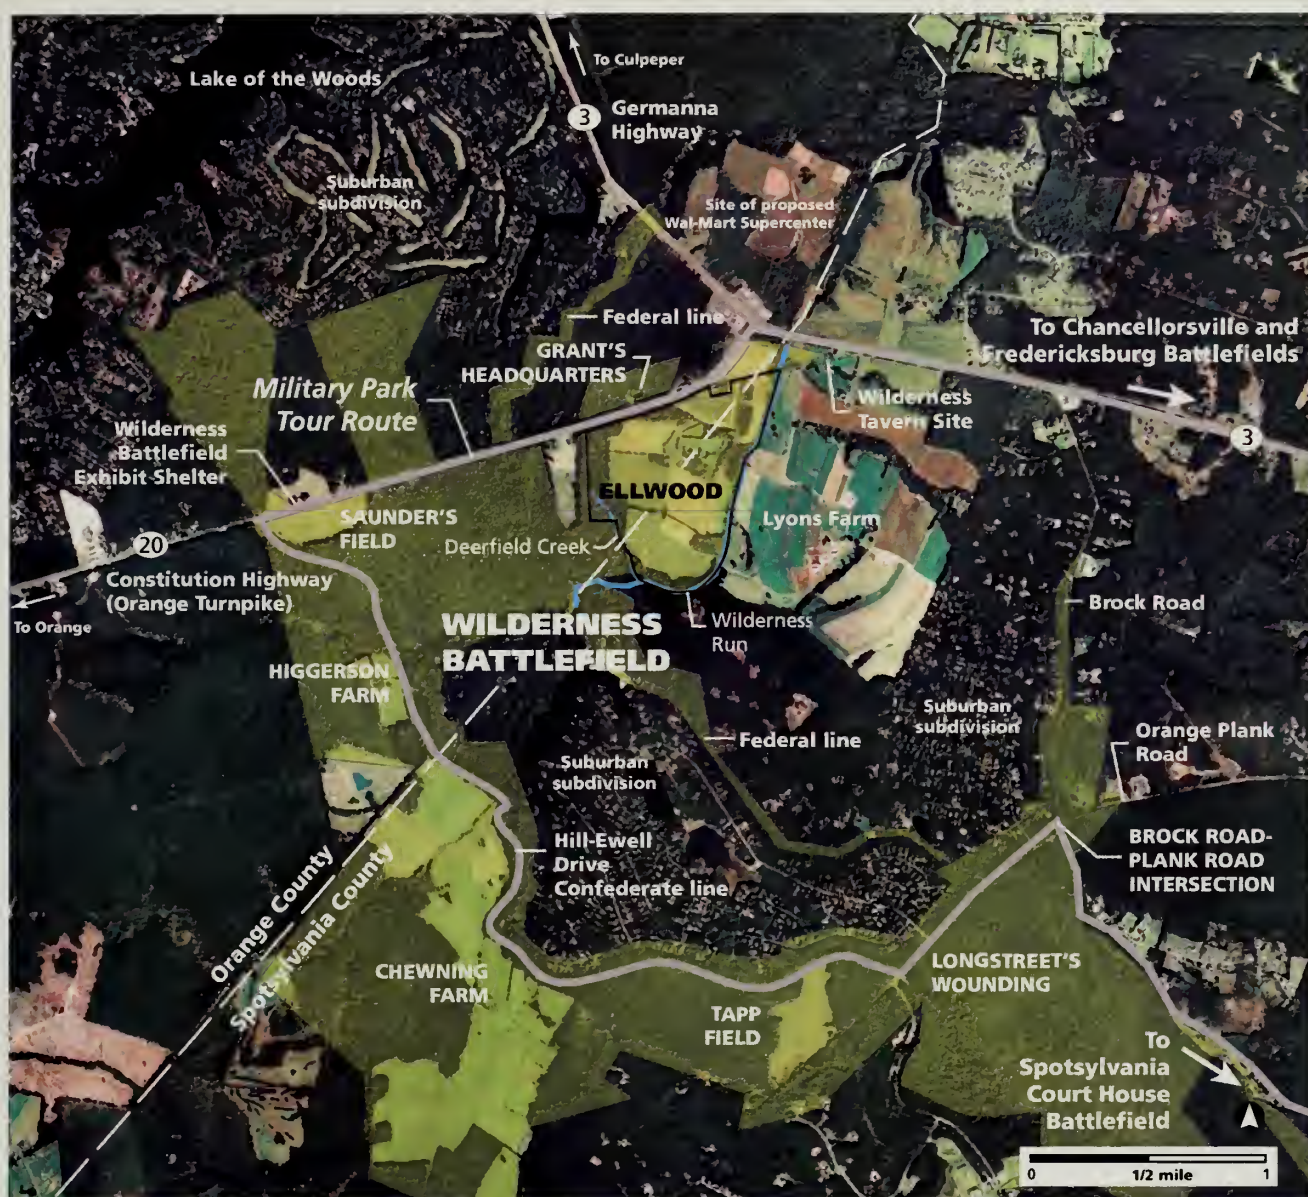 To Culpeper
Lake of the Woods
3
Germanna
Highway
Suburban
subdivision
Site of proposed
Wal-Mart Supercenter
Federal line
To Chancellorsville and
Fredericksburg Battlefields
GRANT'S
HEADQUARTERS
Military Park
Tour Route
Wilderness
Tavern Site
Wilderness
Battlefield
Exhibit Shelter
3
ELLWOOD
SAUNDER'S
FIELD
Lyons Farm
20
Deerfield Creek
Constitution Highway
(Orange Turnpike)
To Orange
Brock Road
WILDERNESS
BATTLEFIELD
Wilderness
Run
HIGGERSON
FARM
Suburban
subdivision
Federal line
Orange Plank
Road
Suburban
subdivision
Hill-Ewell
Drive
Confederate line
BROCK ROAD-
PLANK ROAD
INTERSECTION
Orange County
Spotsylvania County
CHEWNING
FARM
LONGSTREET'S
WOUNDING
TAPP
FIELD
To
Spotsylvania
Court House
Battlefield
0 1/2 mile 1